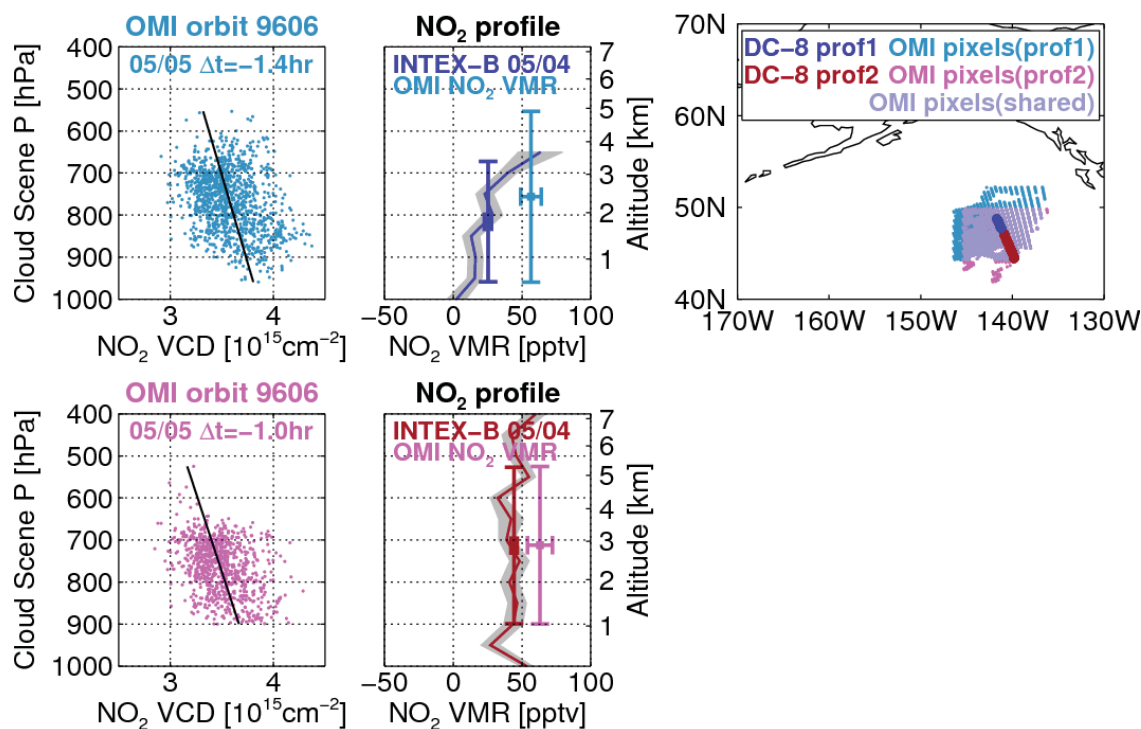 OMI orbit 9606
05/05 Δt=−1.4hr
Cloud Scene P [hPa]
400
500
600
700
800
900
1000
3
4
NO₂ VCD [10¹⁵cm⁻²]
NO₂ profile
INTEX−B 05/04
OMI NO₂ VMR
7
6
5
4
3
2
1
Altitude [km]
−50
0
50
100
NO₂ VMR [pptv]
70N
60N
50N
40N
DC−8 prof1 OMI pixels(prof1)
DC−8 prof2 OMI pixels(prof2)
OMI pixels(shared)
170W
160W
150W
140W
130W
OMI orbit 9606
05/05 Δt=−1.0hr
Cloud Scene P [hPa]
400
500
600
700
800
900
1000
3
4
NO₂ VCD [10¹⁵cm⁻²]
NO₂ profile
INTEX−B 05/04
OMI NO₂ VMR
7
6
5
4
3
2
1
Altitude [km]
−50
0
50
100
NO₂ VMR [pptv]